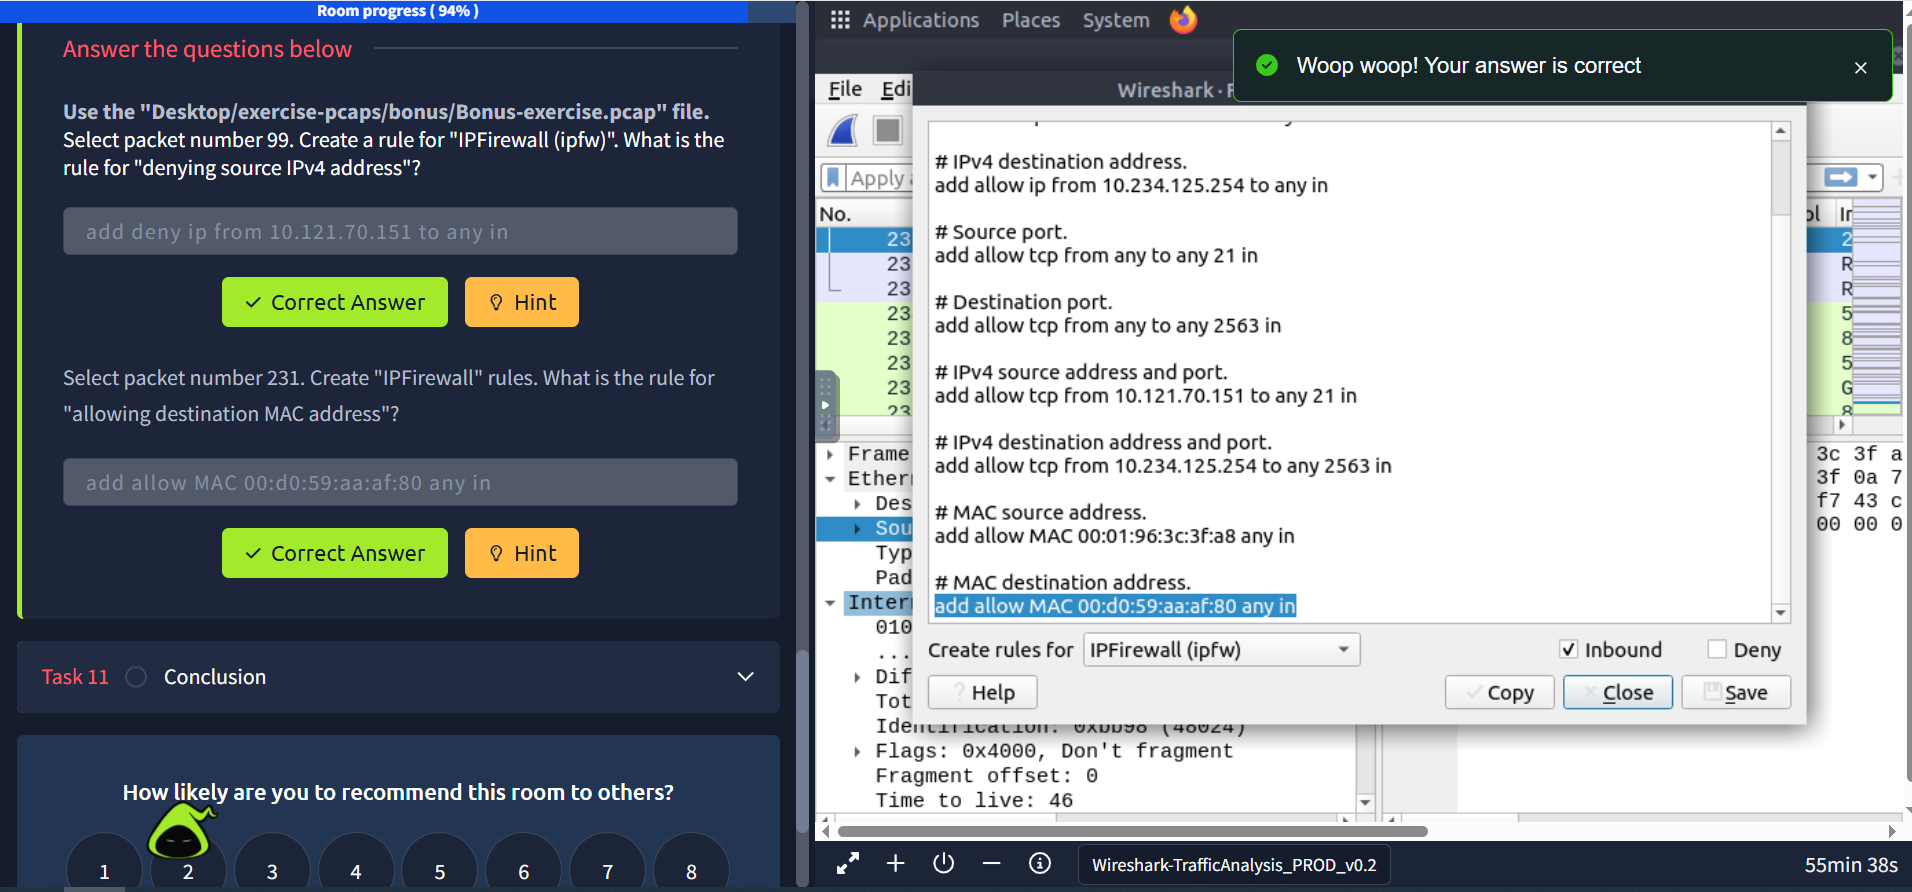 Room progress ( 94% )
Answer the questions below
Use the "Desktop/exercise-pcaps/bonus/Bonus-exercise.pcap" file.
Select packet number 99. Create a rule for "IPFirewall (ipfw)". What is the
rule for "denying source IPv4 address"?
add deny ip from 10.121.70.151 to any in
Correct Answer
Hint
Select packet number 231. Create "IPFirewall" rules. What is the rule for
"allowing destination MAC address"?
add allow MAC 00:d0:59:aa:af:80 any in
Correct Answer
Hint
Task 11
Conclusion
How likely are you to recommend this room to others?
1 2 3 4 5 6 7 8
Applications Places System
Woop woop! Your answer is correct
Wireshark ·
File Edi
Apply
No.
23
23
23
23
23
23
23
23
2
R
R
5
8
5
G
8
# IPv4 destination address.
add allow ip from 10.234.125.254 to any in
# Source port.
add allow tcp from any to any 21 in
# Destination port.
add allow tcp from any to any 2563 in
# IPv4 source address and port.
add allow tcp from 10.121.70.151 to any 21 in
# IPv4 destination address and port.
add allow tcp from 10.234.125.254 to any 2563 in
# MAC source address.
add allow MAC 00:01:96:3c:3f:a8 any in
# MAC destination address.
add allow MAC 00:d0:59:aa:af:80 any in
Create rules for IPFirewall (ipfw)
Inbound
Deny
Help
Copy
Close
Save
Frame
Ether
Des
Sou
Typ
Pad
Inter
010
....
Dif
Tot
Identification: 0xbb98 (48024)
Flags: 0x4000, Don't fragment
Fragment offset: 0
Time to live: 46
3c 3f a
3f 0a 7
f7 43 c
00 00 0
Wireshark-TrafficAnalysis_PROD_v0.2
55min 38s